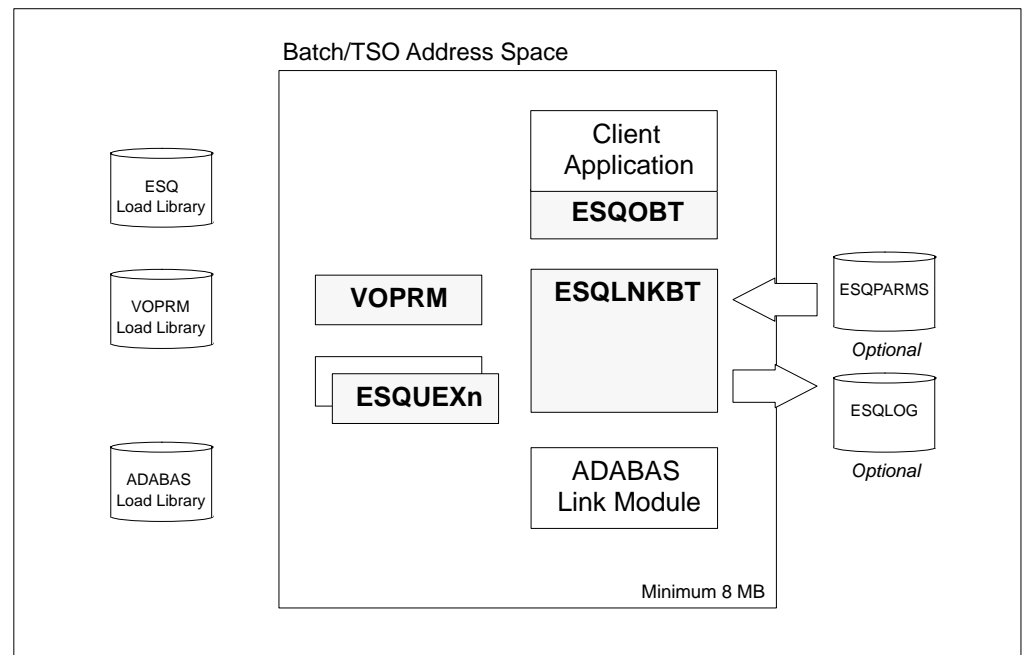 Batch/TSO Address Space
Client
Application
ESQOBT
ESQ
Load Library
VOPRM
Load Library
VOPRM
ESQLNKBT
ESQPARMS
Optional
ESQUEXn
ESQLOG
Optional
ADABAS
Load Library
ADABAS
Link Module
Minimum 8 MB